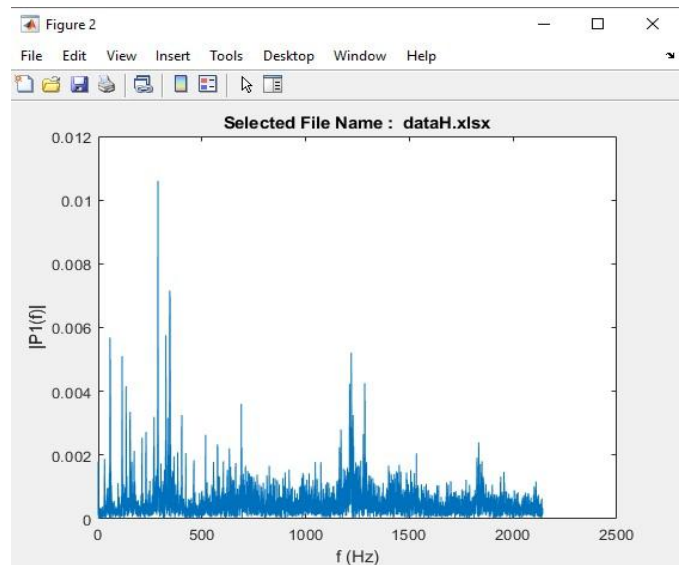 Figure 2
File Edit View Insert Tools Desktop Window Help
Selected File Name : dataH.xlsx
0.012
0.01
0.008
0.006
0.004
0.002
0
|P1(f)|
0 500 1000 1500 2000 2500
f (Hz)